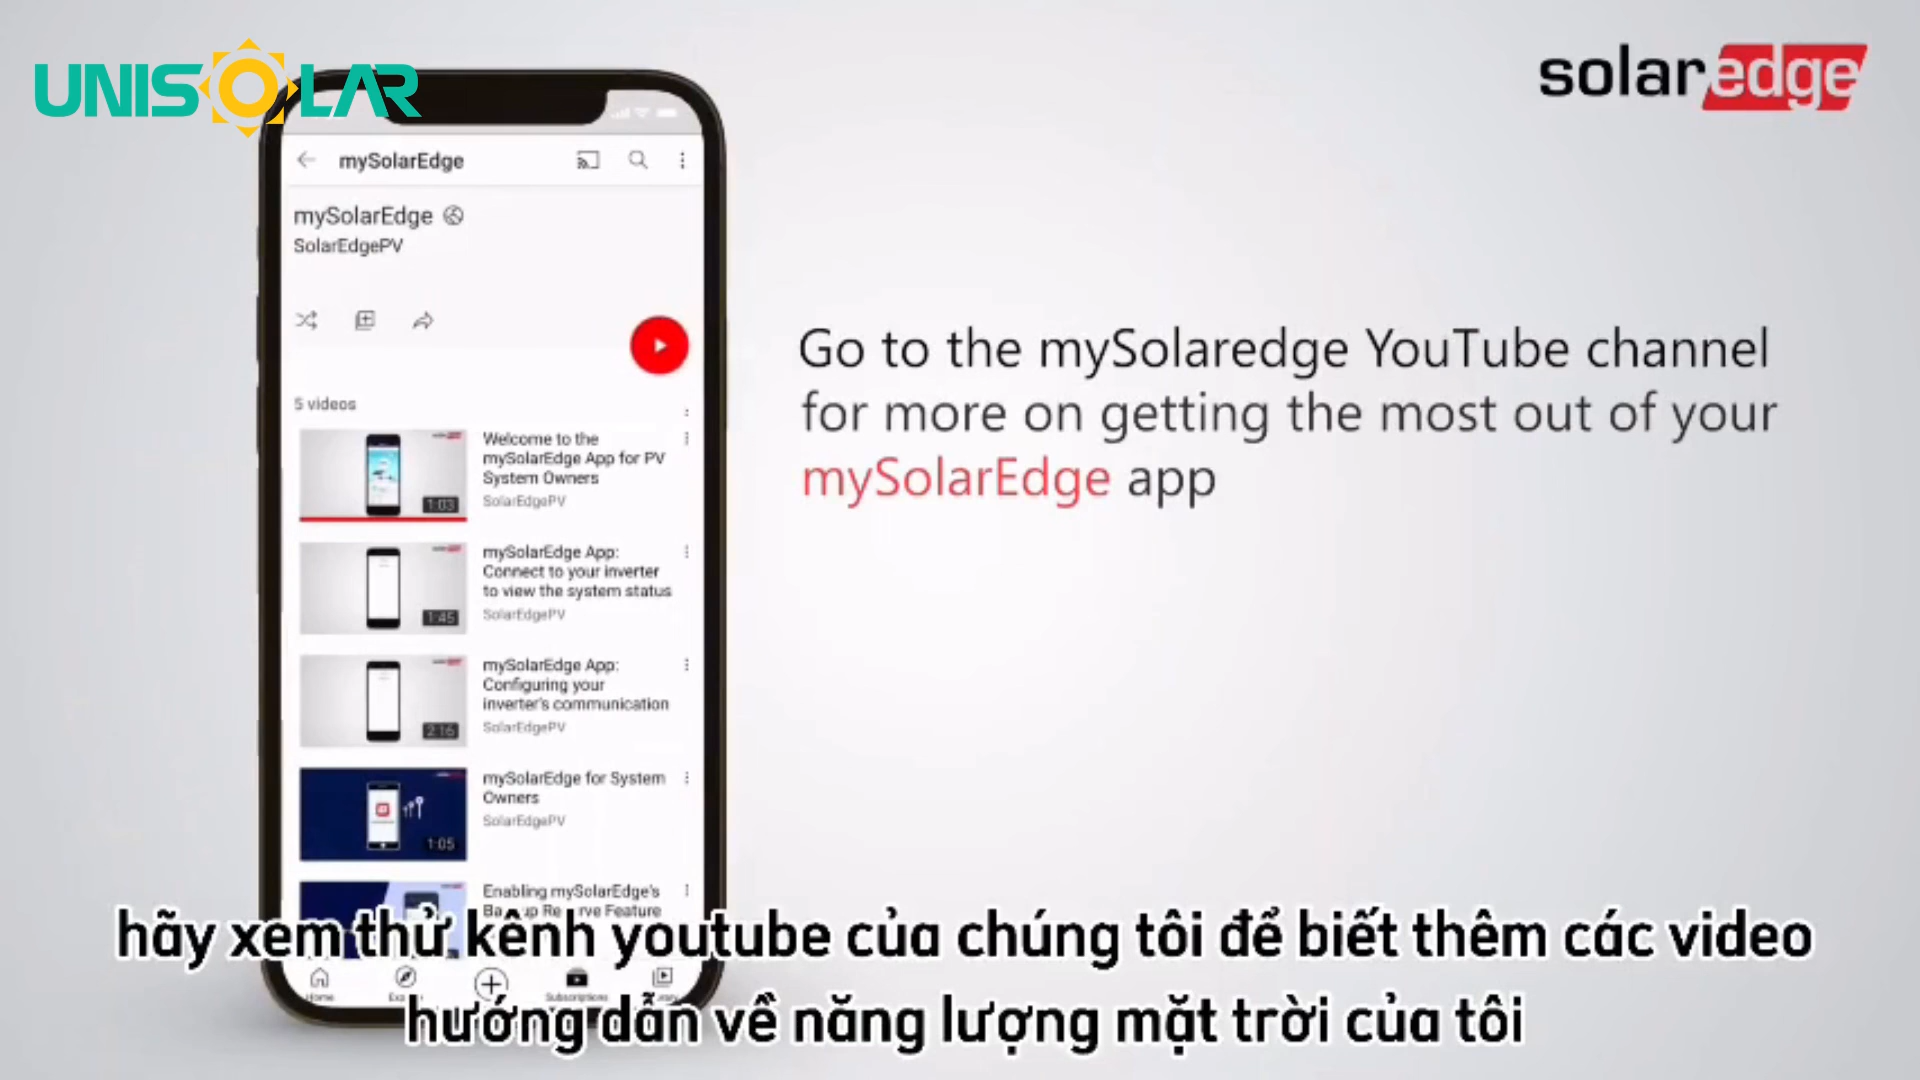 UNISOLAR
solaredge
mySolarEdge
mySolarEdge
SolarEdgePV
5 videos
Welcome to the
mySolarEdge App for PV
System Owners
SolarEdgePV
1:03
mySolarEdge App:
Connect to your inverter
to view the system status
SolarEdgePV
1:45
mySolarEdge App:
Configuring your
inverter's communication
SolarEdgePV
2:16
mySolarEdge for System
Owners
SolarEdgePV
1:05
Enabling mySolarEdge's
Feature
Home
Subscriptions
Go to the mySolaredge YouTube channel
for more on getting the most out of your
mySolarEdge app
hãy xem thử kênh youtube của chúng tôi để biết thêm các video
hướng dẫn về năng lượng mặt trời của tôi